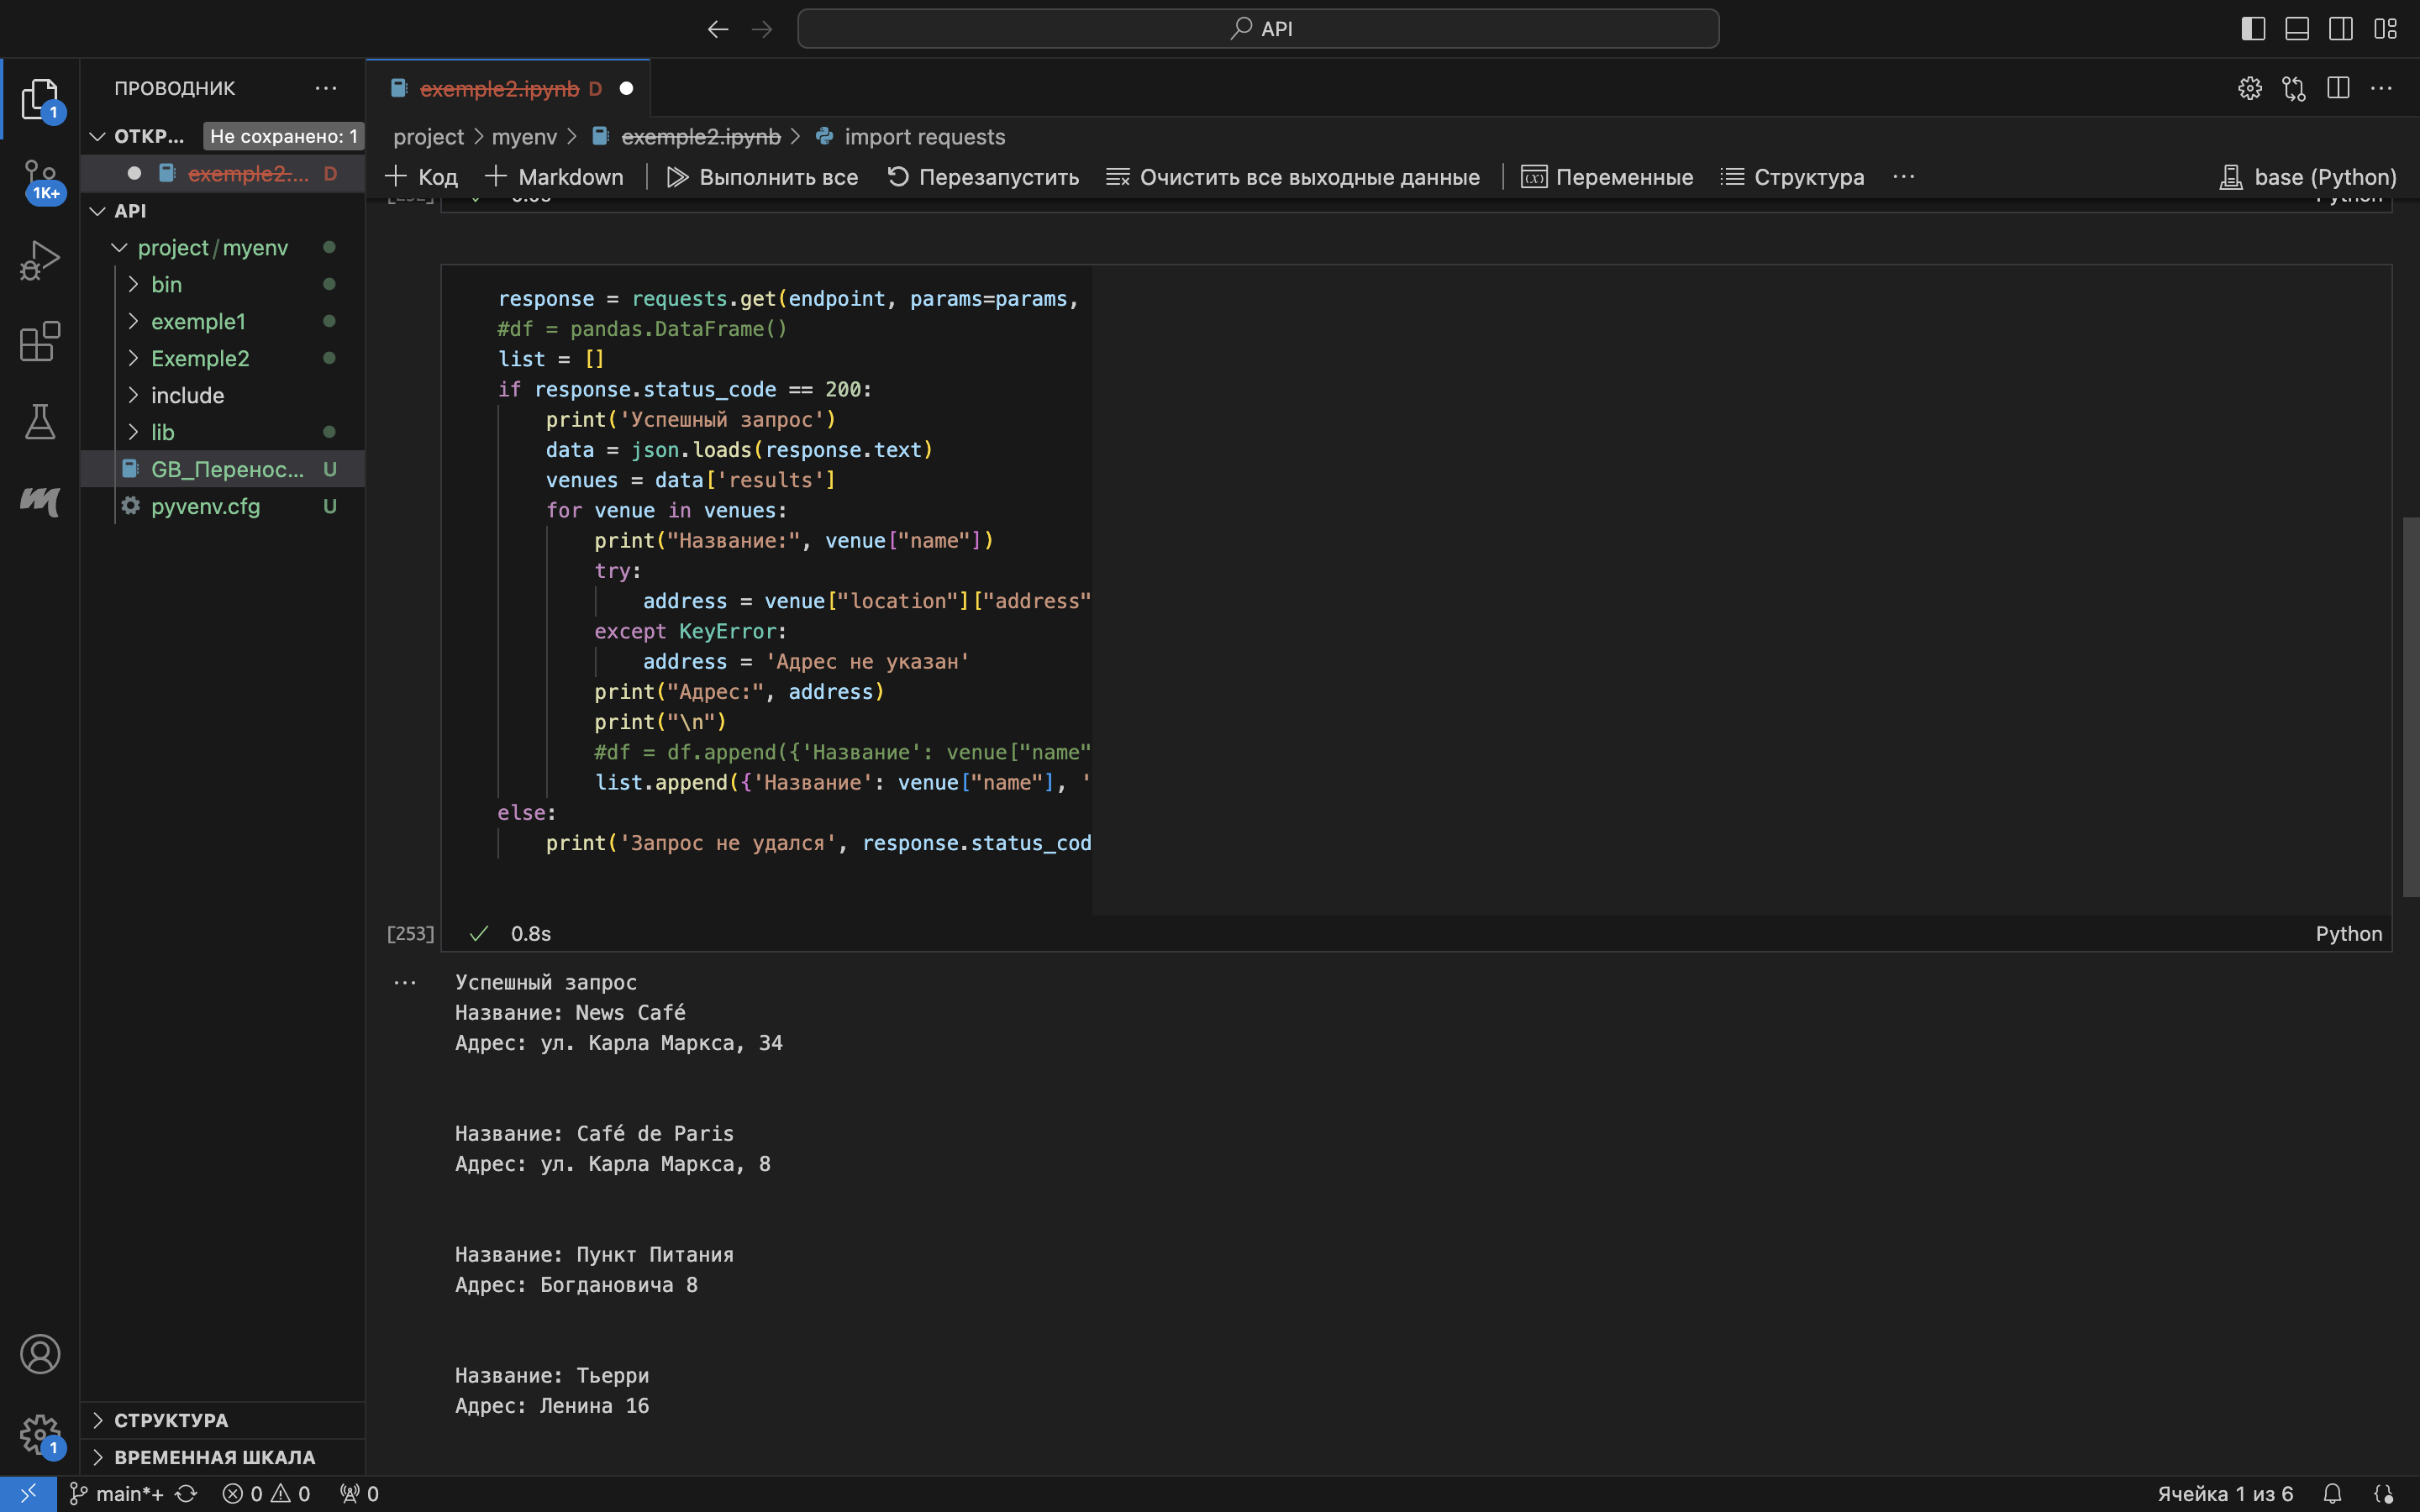 API
ПРОВОДНИК
exemple2.ipynb D
1
ОТКР... Не сохранено: 1
project > myenv > exemple2.ipynb > import requests
exemple2.... D
Код Markdown Выполнить все Перезапустить Очистить все выходные данные Переменные Структура ... base (Python)
1K+
API
project / myenv
bin
exemple1
Exemple2
include
lib
GB_Перенос... U
pyvenv.cfg U
response = requests.get(endpoint, params=params,
#df = pandas.DataFrame()
list = []
if response.status_code == 200:
print('Успешный запрос')
data = json.loads(response.text)
venues = data['results']
for venue in venues:
print("Название:", venue["name"])
try:
address = venue["location"]["address"
except KeyError:
address = 'Адрес не указан'
print("Адрес:", address)
print("\n")
#df = df.append({'Название': venue["name"
list.append({'Название': venue["name"], '
else:
print('Запрос не удался', response.status_cod
[253] 0.8s Python
... Успешный запрос
Название: News Café
Адрес: ул. Карла Маркса, 34
Название: Café de Paris
Адрес: ул. Карла Маркса, 8
Название: Пункт Питания
Адрес: Богдановича 8
Название: Тьерри
Адрес: Ленина 16
СТРУКТУРА
1
ВРЕМЕННАЯ ШКАЛА
main*+ 0 0 0 Ячейка 1 из 6